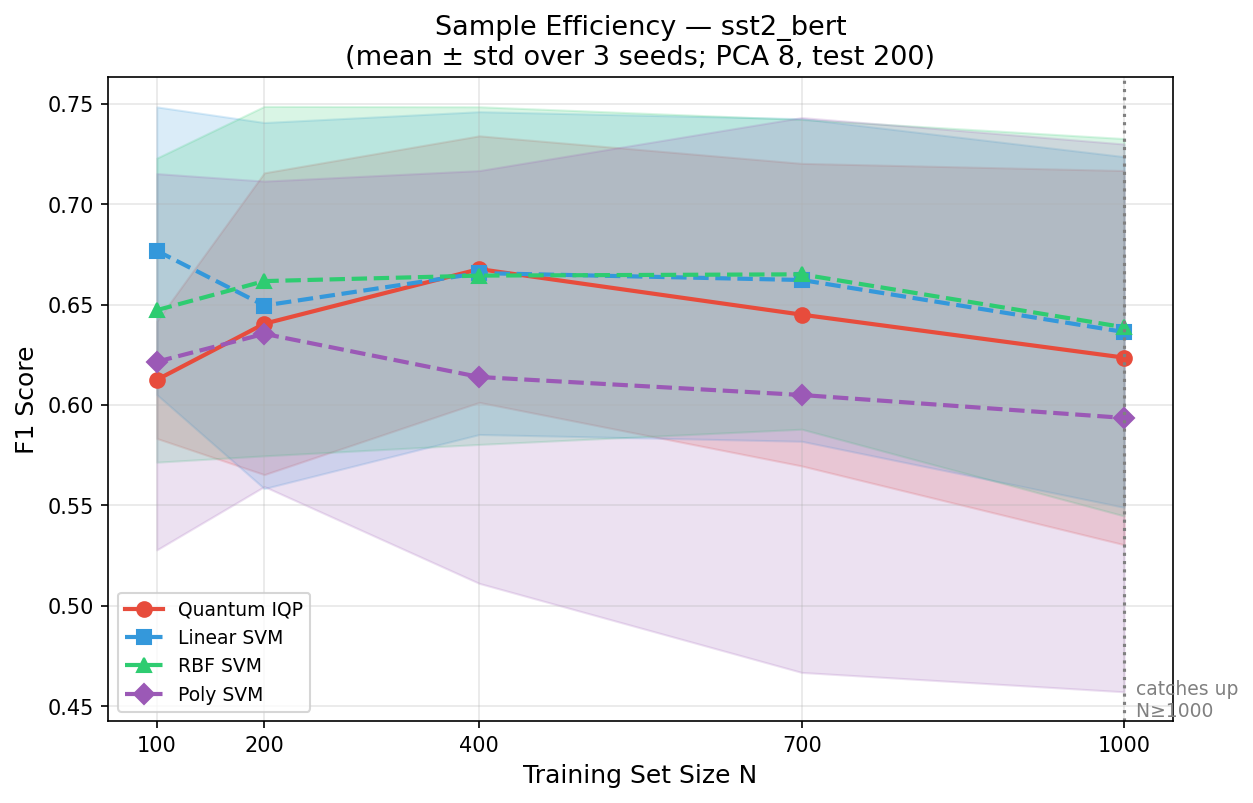 Sample Efficiency — sst2_bert
(mean ± std over 3 seeds; PCA 8, test 200)
F1 Score
0.75
0.70
0.65
0.60
0.55
0.50
0.45
Quantum IQP
Linear SVM
RBF SVM
Poly SVM
catches up
N≥1000
100 200 400 700 1000
Training Set Size N